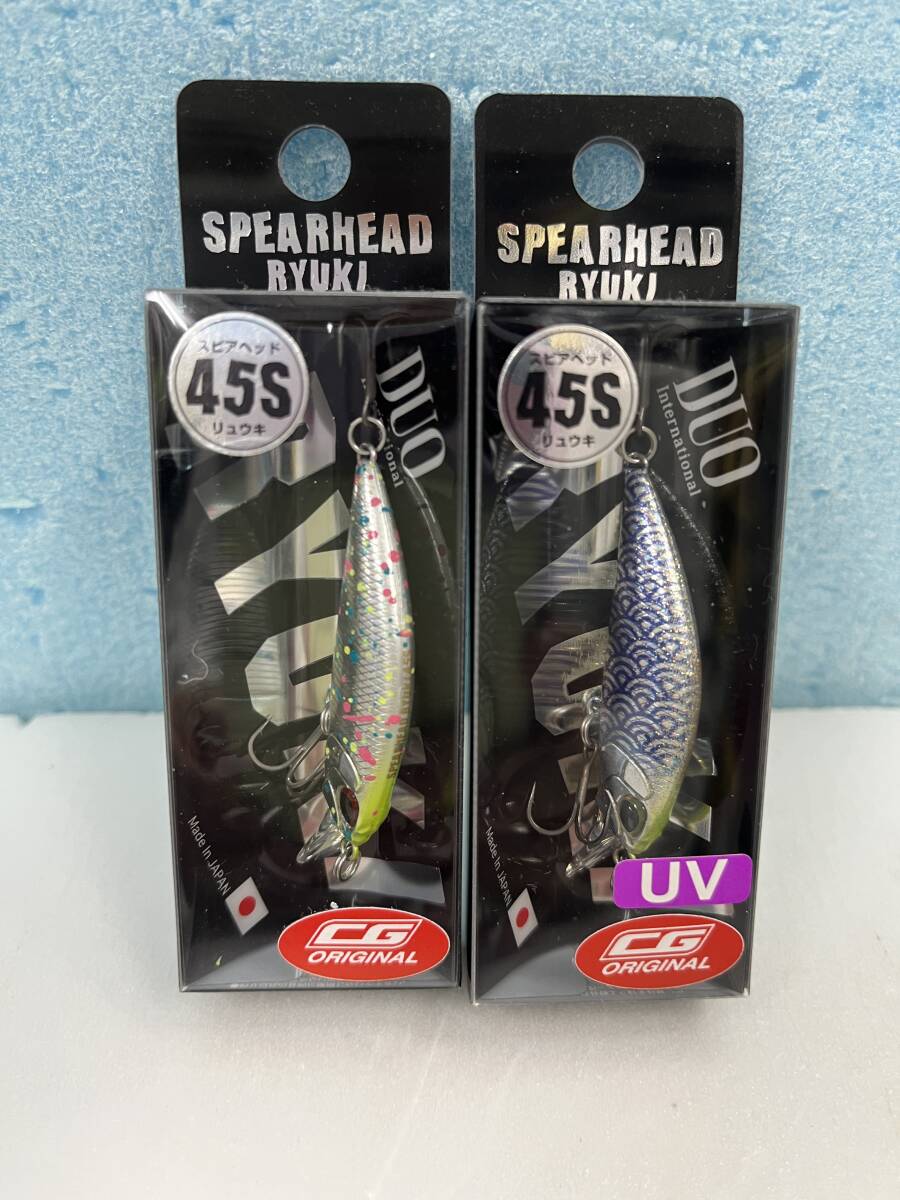 SPEARHEAD
RYUKI
スピアヘッド
45S
リュウキ
DUO
Made in JAPAN
CG
ORIGINAL
SPEARHEAD
RYUKI
スピアヘッド
45S
リュウキ
DUO
International
Made in JAPAN
UV
CG
ORIGINAL